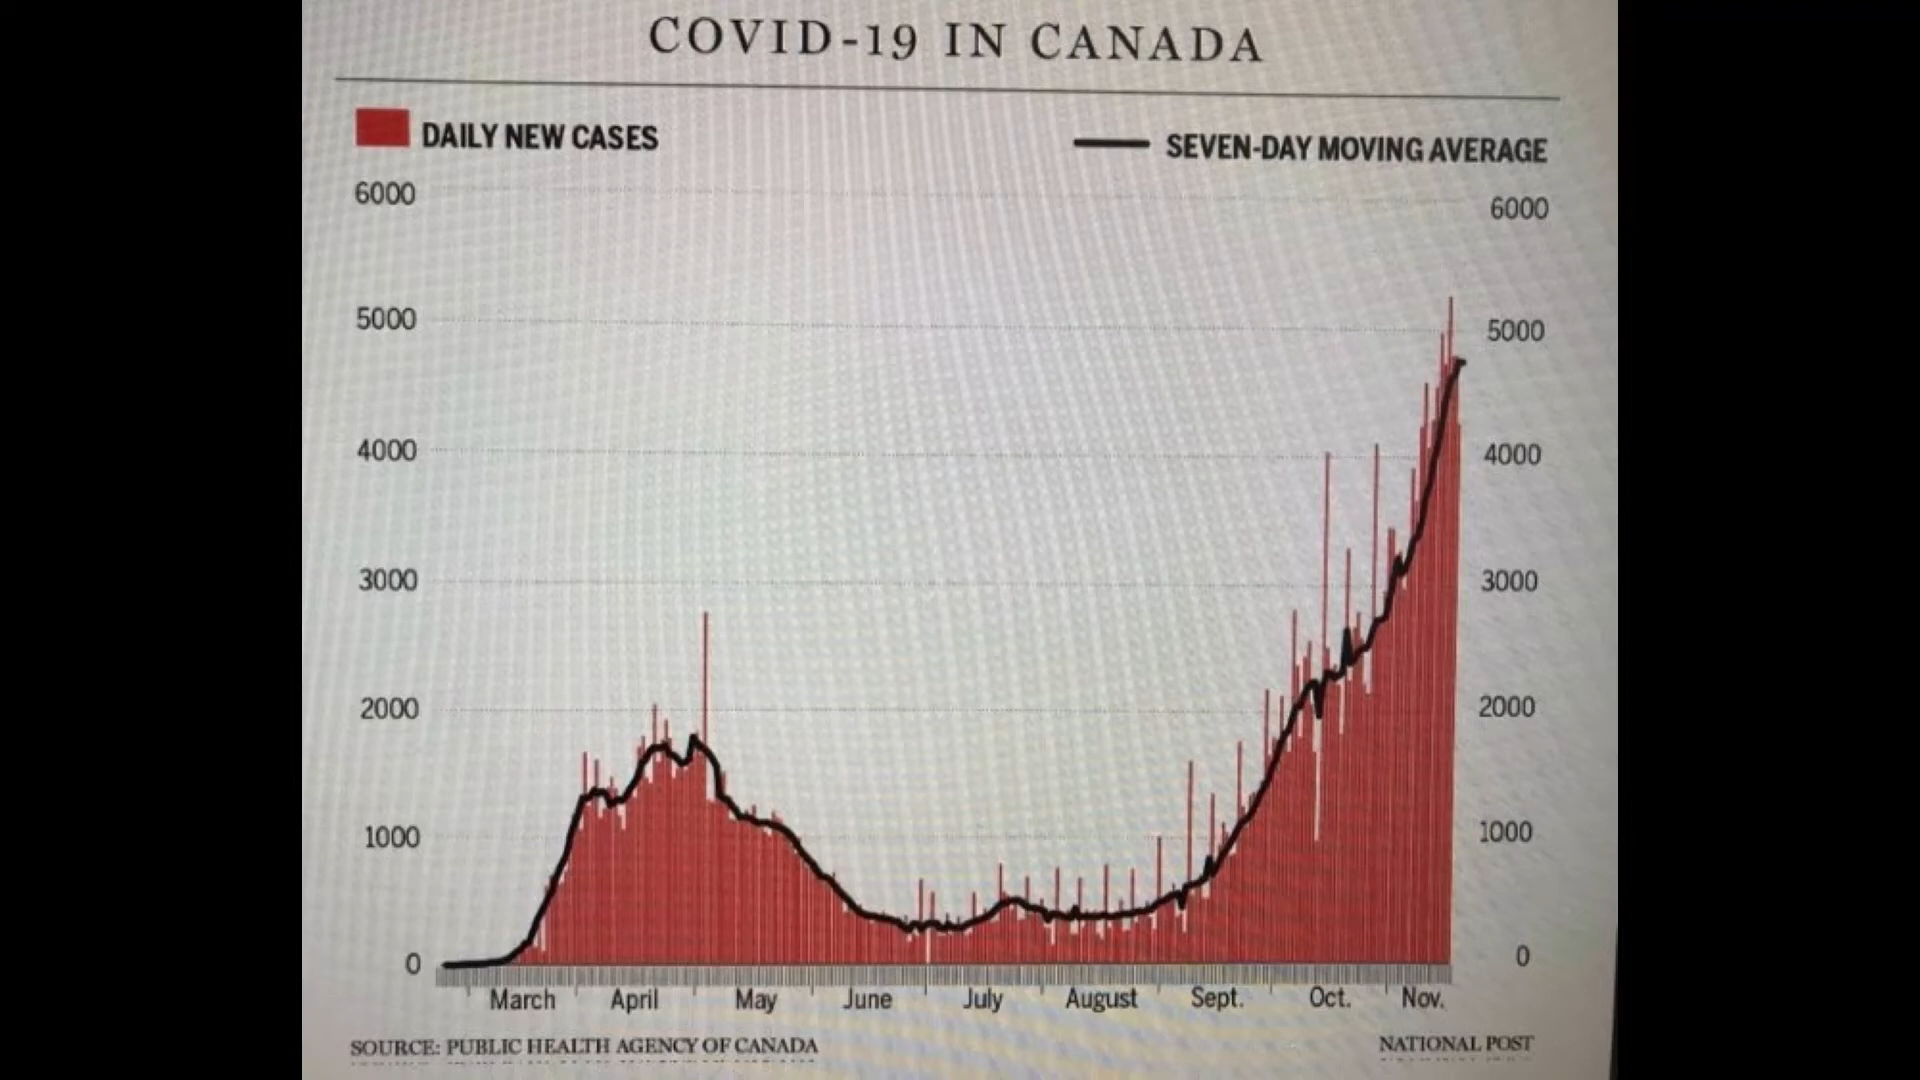 COVID-19 IN CANADA
DAILY NEW CASES
SEVEN-DAY MOVING AVERAGE
6000 6000
5000 5000
4000 4000
3000 3000
2000 2000
1000 1000
0 0
March April May June July August Sept. Oct. Nov.
SOURCE: PUBLIC HEALTH AGENCY OF CANADA
NATIONAL POST